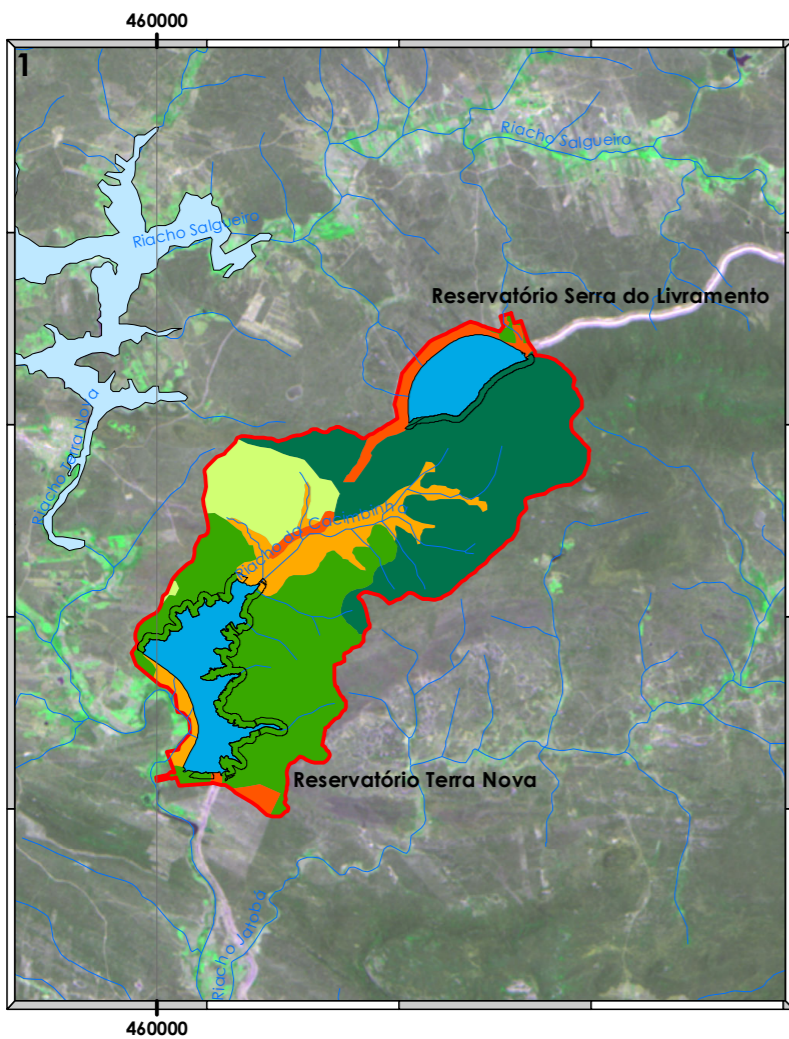 460000
1
Riacho Salgueiro
Riacho Salgueiro
Reservatório Serra do Livramento
Riacho Terra Nova
Riacho da Cacimbinha
Reservatório Terra Nova
Riacho Jatobá
460000